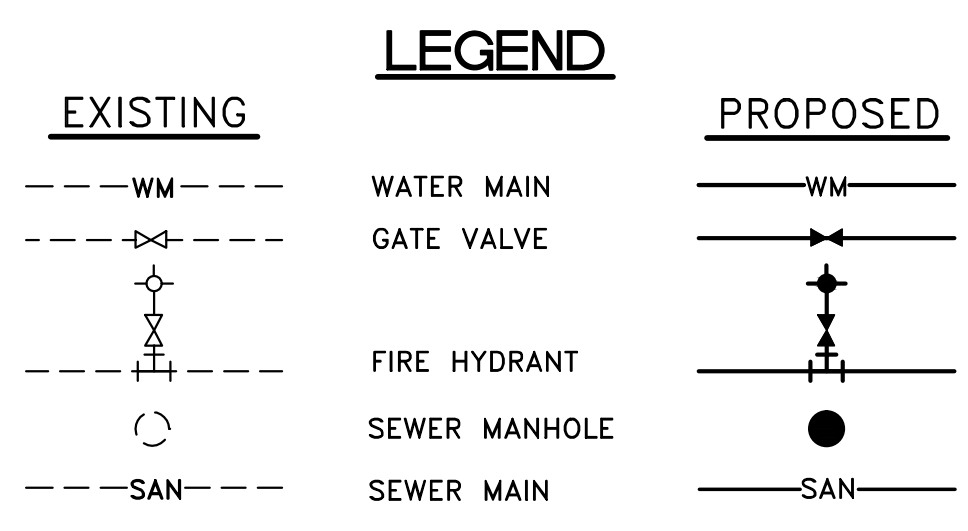 LEGEND
EXISTING PROPOSED
WM WATER MAIN WM
GATE VALVE
FIRE HYDRANT
SEWER MANHOLE
SAN SEWER MAIN SAN